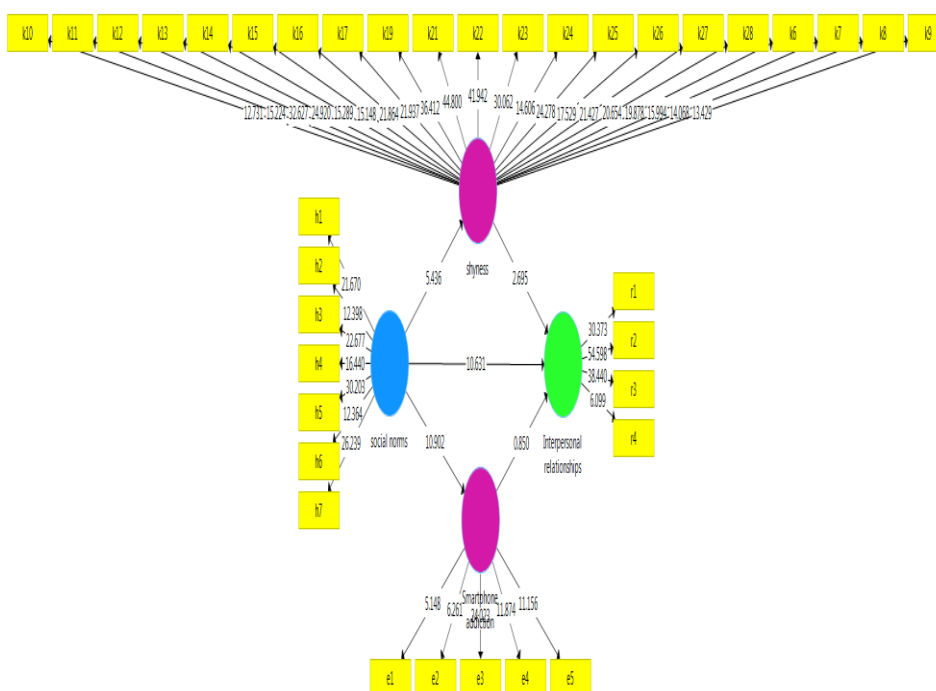 k10 k11 k12 k13 k14 k15 k16 k17 k19 k21 k22 k23 k24 k25 k26 k27 k28 k6 k7 k8 k9
12.731 15.224 32.627 24.920 15.289 15.148 21.864 21.937 36.412 44.800 41.942 30.062 14.606 24.278 17.529 21.427 20.654 19.878 15.994 14.068 13.429
shyness
h1
h2
h3
h4
h5
h6
h7
21.670
12.398
22.677
16.440
30.203
12.364
26.239
social norms
5.436
2.695
10.631
10.902
0.850
Interpersonal
relationships
r1
r2
r3
r4
30.373
54.598
38.440
6.099
Smartphone
addiction
5.148 6.261 11.874 11.156
e1 e2 e3 e4 e5